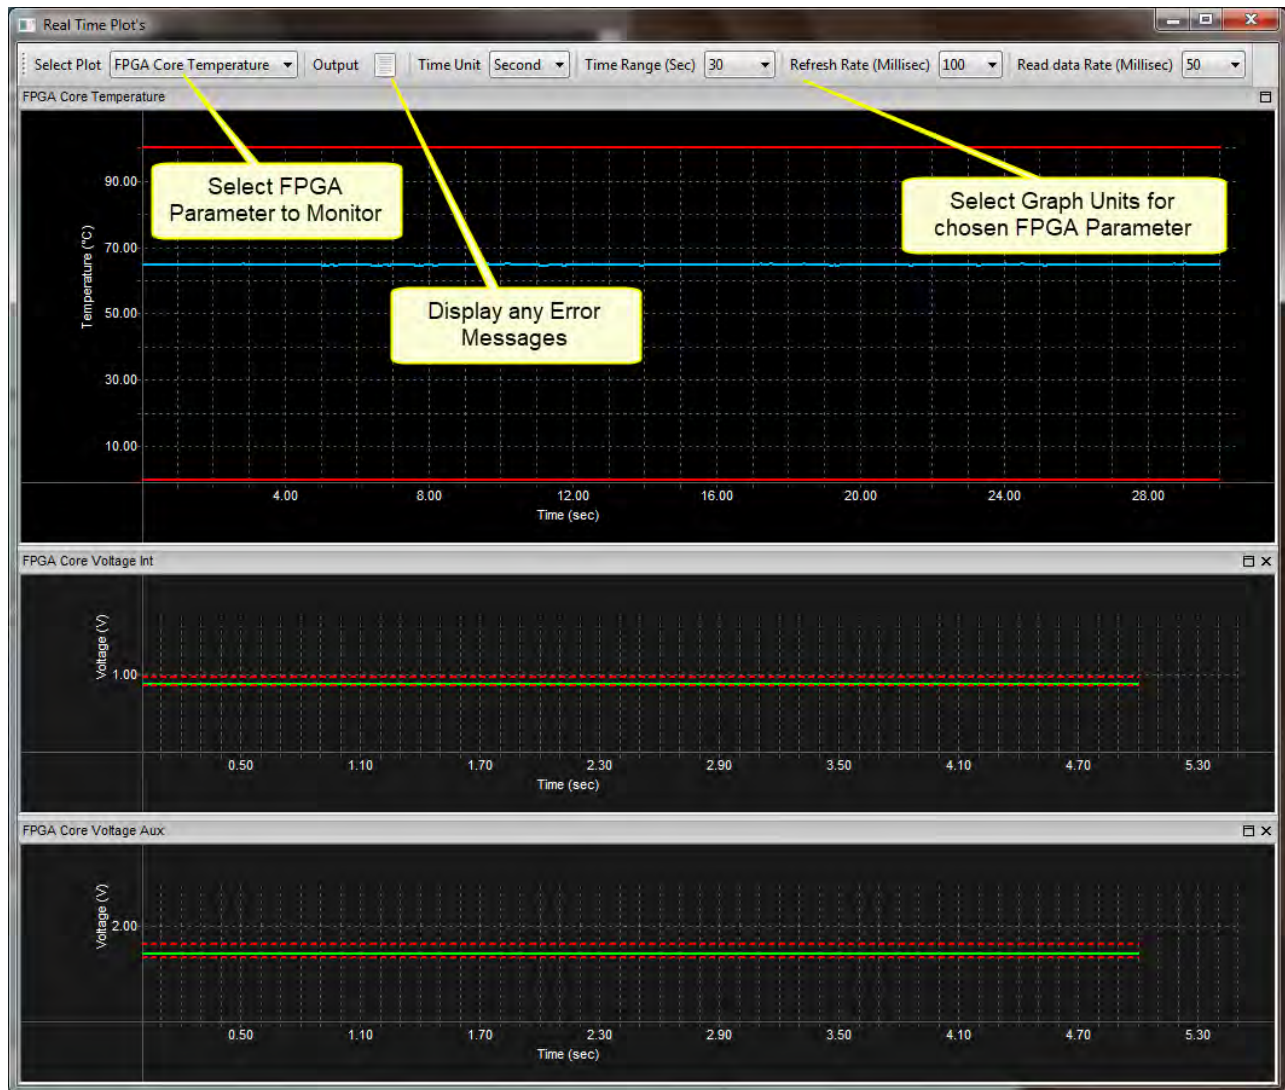 Real Time Plot's
Select Plot FPGA Core Temperature Output Time Unit Second Time Range (Sec) 30 Refresh Rate (Millisec) 100 Read data Rate (Millisec) 50
FPGA Core Temperature
Select FPGA
Parameter to Monitor
Select Graph Units for
chosen FPGA Parameter
Display any Error
Messages
Temperature (°C)
90.00
70.00
50.00
30.00
10.00
4.00 8.00 12.00 16.00 20.00 24.00 28.00
Time (sec)
FPGA Core Voltage Int
Voltage (V)
1.00
0.50 1.10 1.70 2.30 2.90 3.50 4.10 4.70 5.30
Time (sec)
FPGA Core Voltage Aux
Voltage (V)
2.00
0.50 1.10 1.70 2.30 2.90 3.50 4.10 4.70 5.30
Time (sec)